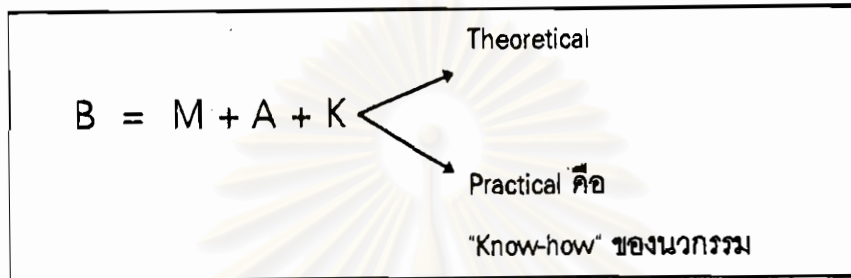 Theoretical
B = M + A + K
Practical คือ
"Know-how" ของนวกรรม